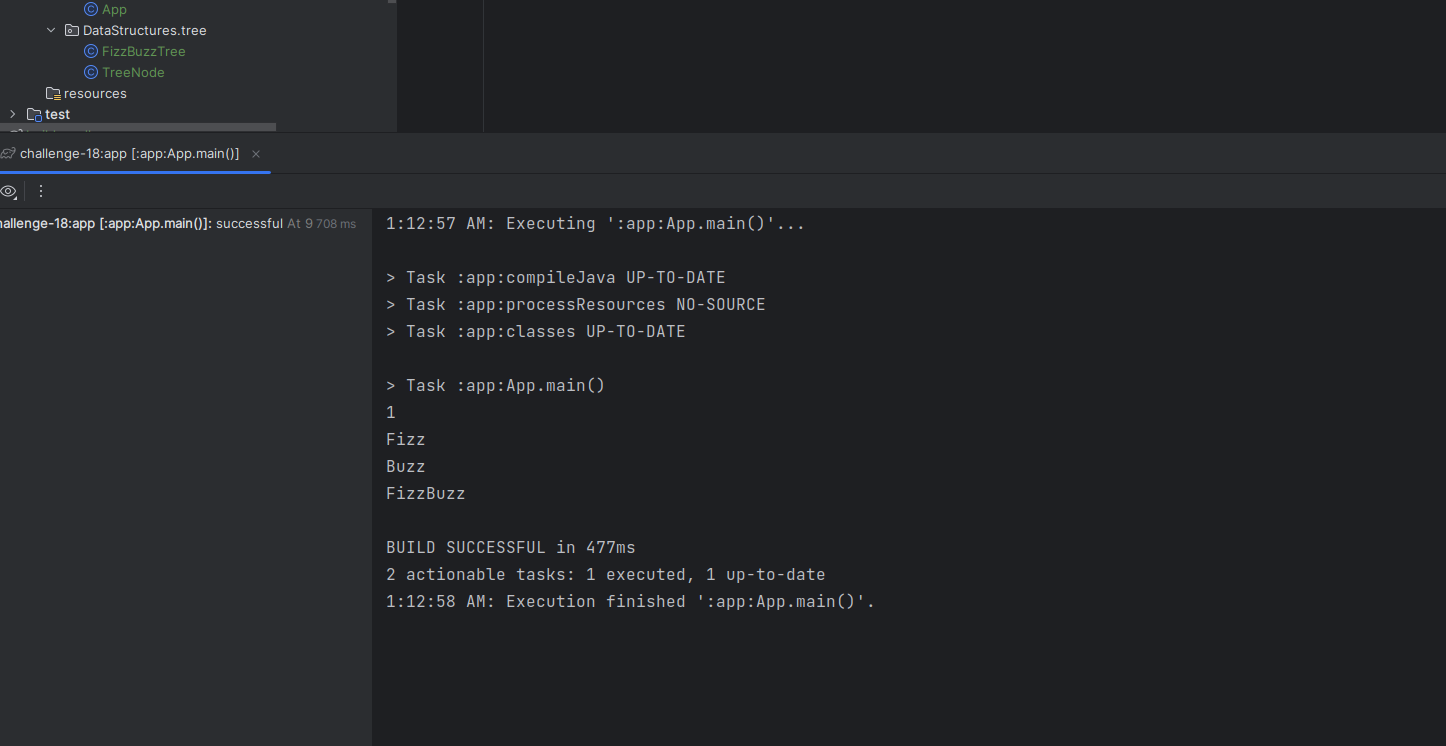 App
DataStructures.tree
FizzBuzzTree
TreeNode
resources
test
challenge-18:app [:app:App.main()]
hallenge-18:app [:app:App.main()]: successful At 9 708 ms
1:12:57 AM: Executing ':app:App.main()'...
> Task :app:compileJava UP-TO-DATE
> Task :app:processResources NO-SOURCE
> Task :app:classes UP-TO-DATE
> Task :app:App.main()
1
Fizz
Buzz
FizzBuzz
BUILD SUCCESSFUL in 477ms
2 actionable tasks: 1 executed, 1 up-to-date
1:12:58 AM: Execution finished ':app:App.main()'.